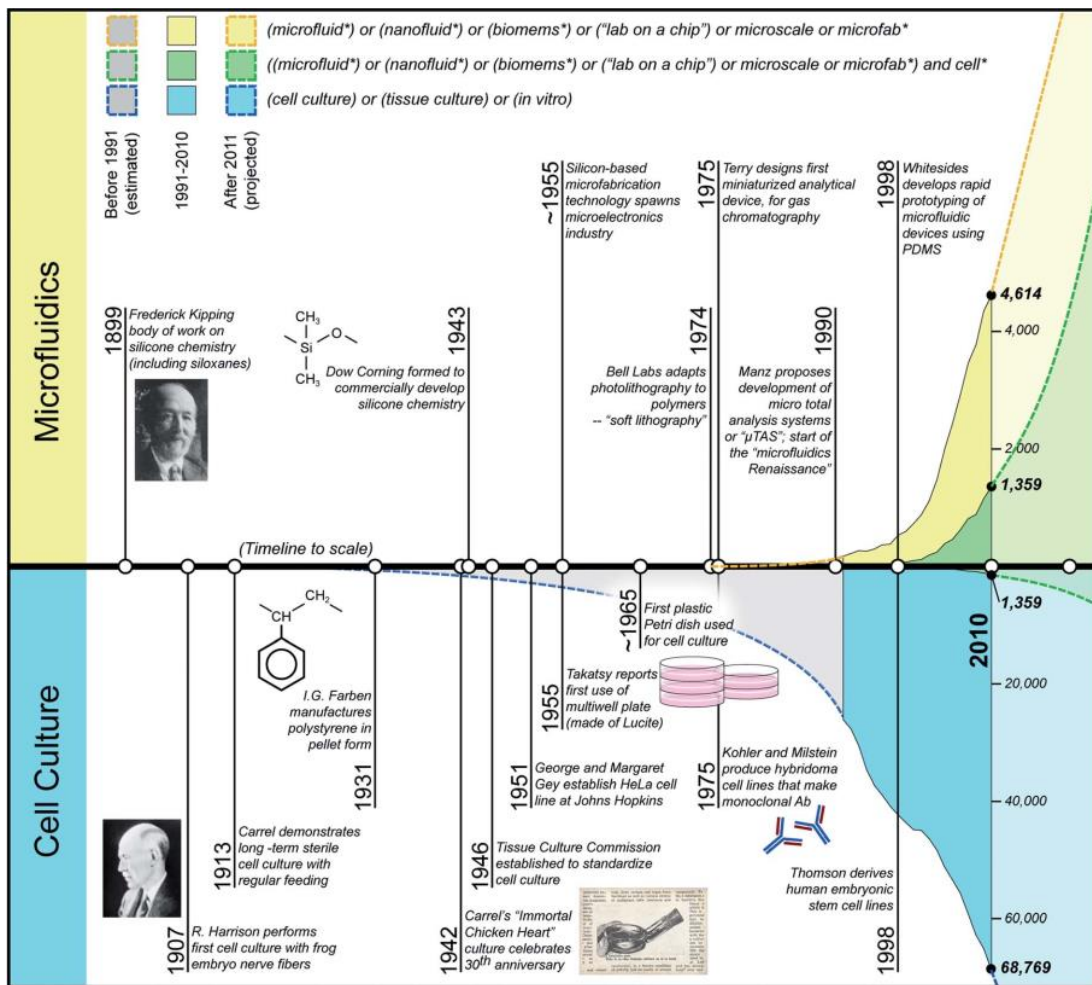 (microfluid*) or (nanofluid*) or (biomems*) or (“lab on a chip”) or microscale or microfab*
((microfluid*) or (nanofluid*) or (biomems*) or (“lab on a chip”) or microscale or microfab*) and cell*
(cell culture) or (tissue culture) or (in vitro)
Before 1991
(estimated)
1991-2010
After 2011
(projected)
Microfluidics
1899
Frederick Kipping
body of work on
silicone chemistry
(including siloxanes)
CH3
Si
O
CH3
1943
Dow Corning formed to
commercially develop
silicone chemistry
~1955
Silicon-based
microfabrication
technology spawns
microelectronics
industry
1974
Bell Labs adapts
photolithography to
polymers
-- “soft lithography”
1975
Terry designs first
miniaturized analytical
device, for gas
chromatography
1990
Manz proposes
development of
micro total
analysis systems
or “µTAS”; start of
the “microfluidics
Renaissance”
1998
Whitesides
develops rapid
prototyping of
microfluidic
devices using
PDMS
4,614
4,000
2,000
1,359
(Timeline to scale)
Cell Culture
1907
R. Harrison performs
first cell culture with frog
embryo nerve fibers
1913
Carrel demonstrates
long -term sterile
cell culture with
regular feeding
CH2
CH
1931
I.G. Farben
manufactures
polystyrene in
pellet form
1942
Carrel’s “Immortal
Chicken Heart”
culture celebrates
30th anniversary
1946
Tissue Culture Commission
established to standardize
cell culture
1951
George and Margaret
Gey establish HeLa cell
line at Johns Hopkins
1955
Takatsy reports
first use of
multiwell plate
(made of Lucite)
~1965
First plastic
Petri dish used
for cell culture
1975
Kohler and Milstein
produce hybridoma
cell lines that make
monoclonal Ab
1998
Thomson derives
human embryonic
stem cell lines
2010
1,359
20,000
40,000
60,000
68,769